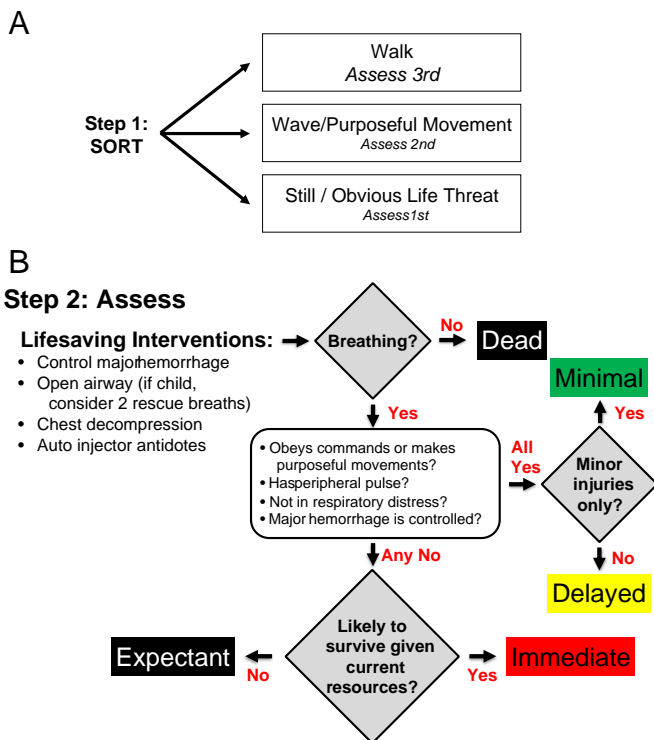 A
Walk
Assess 3rd
Step 1:
SORT
Wave/Purposeful Movement
Assess 2nd
Still / Obvious Life Threat
Assess1st
B
Step 2: Assess
Lifesaving Interventions:
• Control majorhemorrhage
• Open airway (if child,
consider 2 rescue breaths)
• Chest decompression
• Auto injector antidotes
Breathing?
No
Dead
Yes
• Obeys commands or makes
purposeful movements?
• Hasperipheral pulse?
• Not in respiratory distress?
• Major hemorrhage is controlled?
All
Yes
Minor
injuries
only?
Yes
Minimal
No
Delayed
Any No
Likely to
survive given
current
resources?
No
Expectant
Yes
Immediate